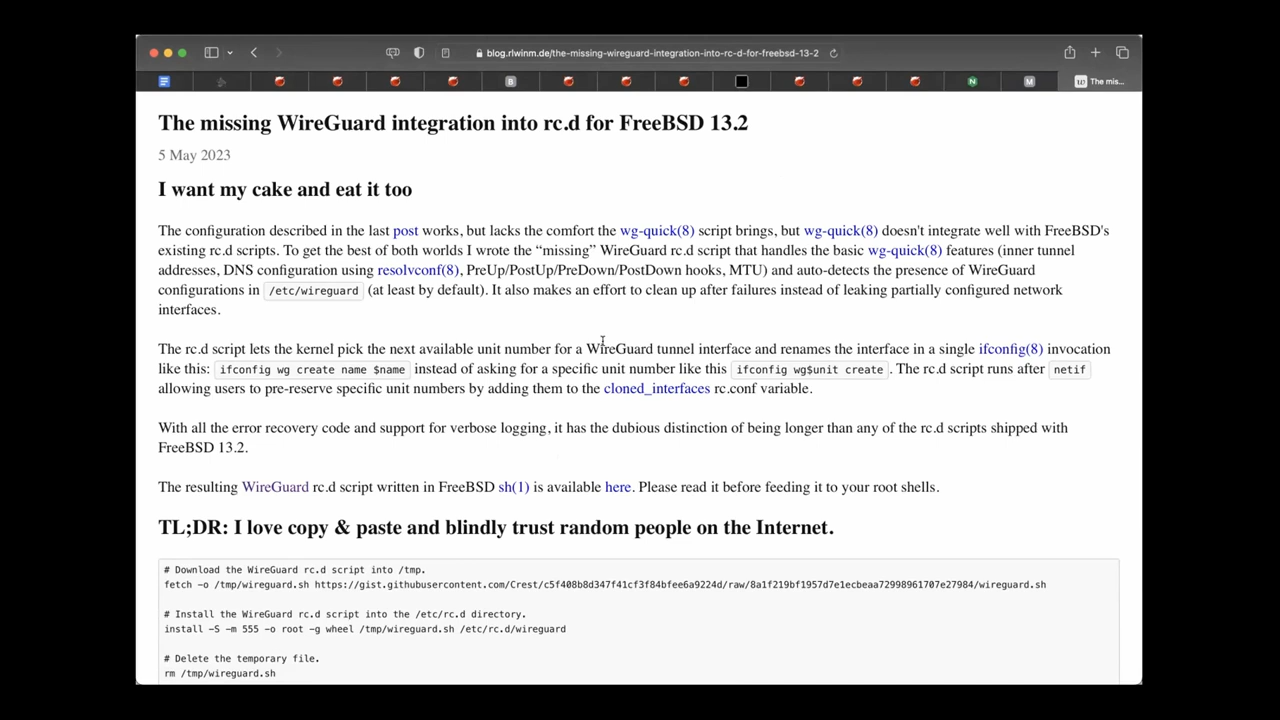 blog.rlwinm.de/the-missing-wireguard-integration-into-rc-d-for-freebsd-13-2
B
N
M
w The mis...
The missing WireGuard integration into rc.d for FreeBSD 13.2
5 May 2023
I want my cake and eat it too
The configuration described in the last post works, but lacks the comfort the wg-quick(8) script brings, but wg-quick(8) doesn't integrate well with FreeBSD's
existing rc.d scripts. To get the best of both worlds I wrote the “missing” WireGuard rc.d script that handles the basic wg-quick(8) features (inner tunnel
addresses, DNS configuration using resolvconf(8), PreUp/PostUp/PreDown/PostDown hooks, MTU) and auto-detects the presence of WireGuard
configurations in /etc/wireguard (at least by default). It also makes an effort to clean up after failures instead of leaking partially configured network
interfaces.
The rc.d script lets the kernel pick the next available unit number for a WireGuard tunnel interface and renames the interface in a single ifconfig(8) invocation
like this: ifconfig wg create name $name instead of asking for a specific unit number like this ifconfig wg$unit create. The rc.d script runs after netif
allowing users to pre-reserve specific unit numbers by adding them to the cloned_interfaces rc.conf variable.
With all the error recovery code and support for verbose logging, it has the dubious distinction of being longer than any of the rc.d scripts shipped with
FreeBSD 13.2.
The resulting WireGuard rc.d script written in FreeBSD sh(1) is available here. Please read it before feeding it to your root shells.
TL;DR: I love copy & paste and blindly trust random people on the Internet.
# Download the WireGuard rc.d script into /tmp.
fetch -o /tmp/wireguard.sh https://gist.githubusercontent.com/Crest/c5f408b8d347f41cf3f84bfee6a9224d/raw/8a1f219bf1957d7e1ecbeaa72998961707e27984/wireguard.sh
# Install the WireGuard rc.d script into the /etc/rc.d directory.
install -S -m 555 -o root -g wheel /tmp/wireguard.sh /etc/rc.d/wireguard
# Delete the temporary file.
rm /tmp/wireguard.sh